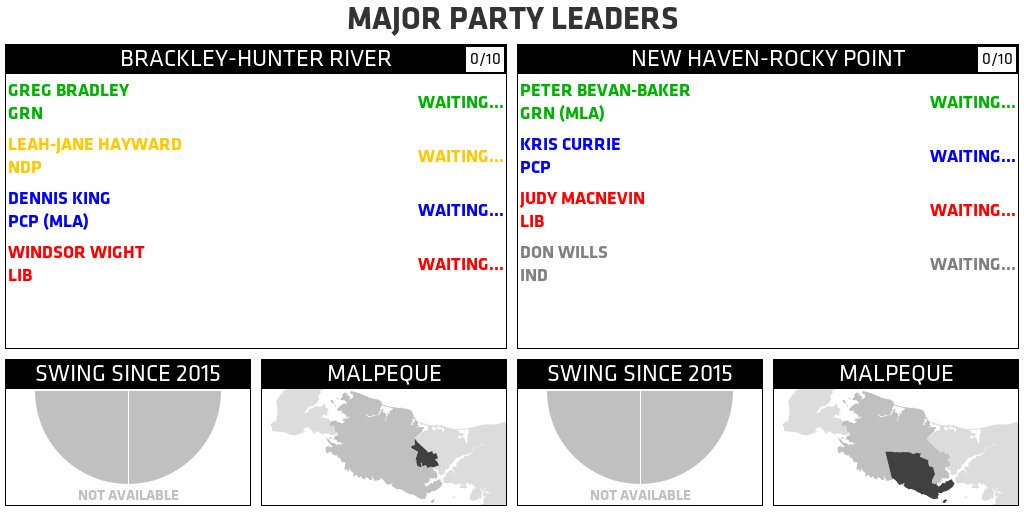 MAJOR PARTY LEADERS
BRACKLEY-HUNTER RIVER 0/10
GREG BRADLEY
GRN
WAITING...
LEAH-JANE HAYWARD
NDP
WAITING...
DENNIS KING
PCP (MLA)
WAITING...
WINDSOR WIGHT
LIB
WAITING...
NEW HAVEN-ROCKY POINT 0/10
PETER BEVAN-BAKER
GRN (MLA)
WAITING...
KRIS CURRIE
PCP
WAITING...
JUDY MACNEVIN
LIB
WAITING...
DON WILLS
IND
WAITING...
SWING SINCE 2015
NOT AVAILABLE
MALPEQUE
SWING SINCE 2015
NOT AVAILABLE
MALPEQUE